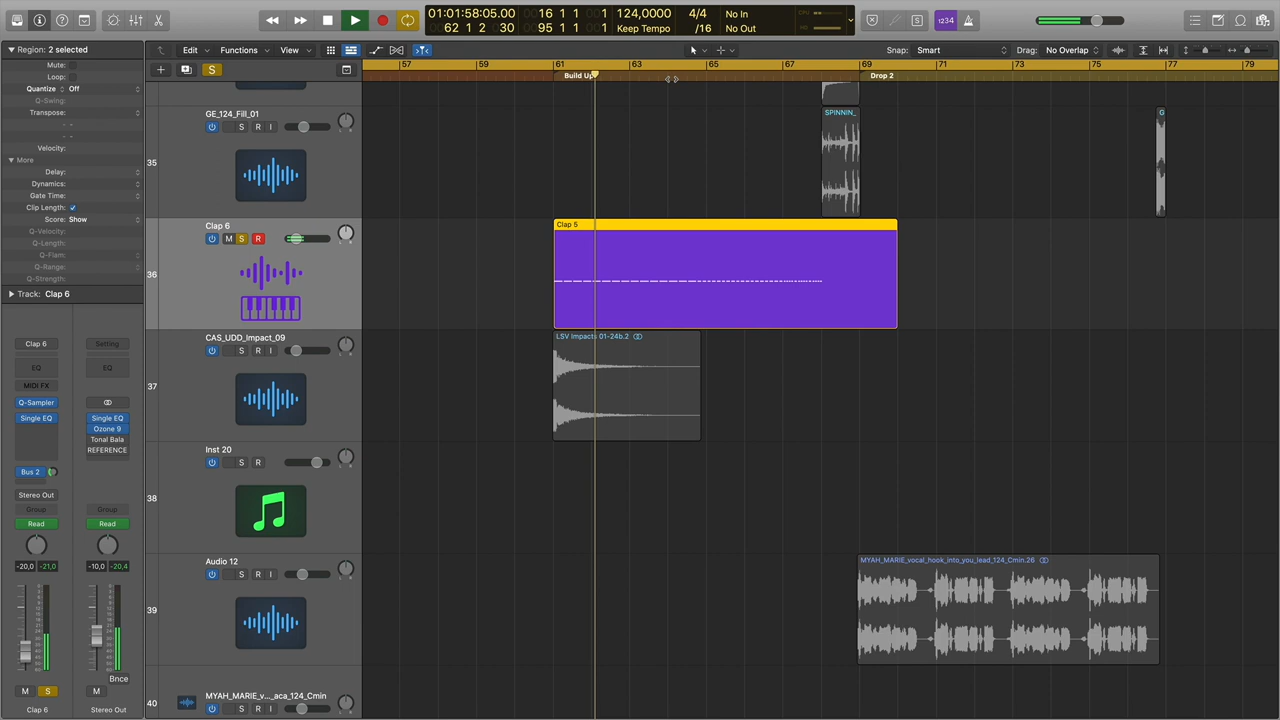 01:01:58:05.00 16 1 1 1 124,0000 4/4 No In CPU 1234
62 1 2 30 95 1 1 1 Keep Tempo /16 No Out
Region: 2 selected
Edit Functions View Snap: Smart Drag: No Overlap
Mute:
Loop:
Quantize Off
Q-Swing:
Transpose:
Velocity:
More
Delay:
Dynamics:
Gate Time:
Clip Length:
Score: Show
Q-Velocity:
Q-Length:
Q-Flam:
Q-Range:
Q-Strength:
Track: Clap 6
S
57 59 61 63 65 67 69 71 73 75 77 79
Build Up Drop 2
GE_124_Fill_01
S R I
35
SPINNIN_
G
Clap 6
M S R
36
Clap 5
CAS_UDD_Impact_09
S R I
37
LSV Impacts 01-24b.2
Inst 20
S R
38
Audio 12
S R I
39
MYAH_MARIE_vocal_hook_into_you_lead_124_Cmin.26
MYAH_MARIE_v..._aca_124_Cmin
S R I
40
Clap 6 Setting
EQ EQ
MIDI FX
Q-Sampler
Single EQ Single EQ
Ozone 9
Tonal Bala
REFERENCE
Bus 2
Stereo Out
Group Group
Read Read
-20,0 -21,0 -10,0 -20,4
Bnce
M S M
Clap 6 Stereo Out